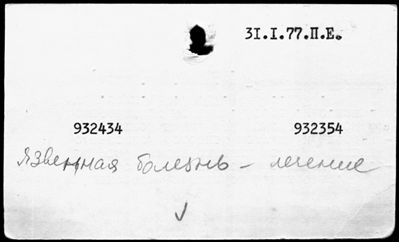 31.I.77.П.Е.
932434 932354
язвенная болезнь – лечение